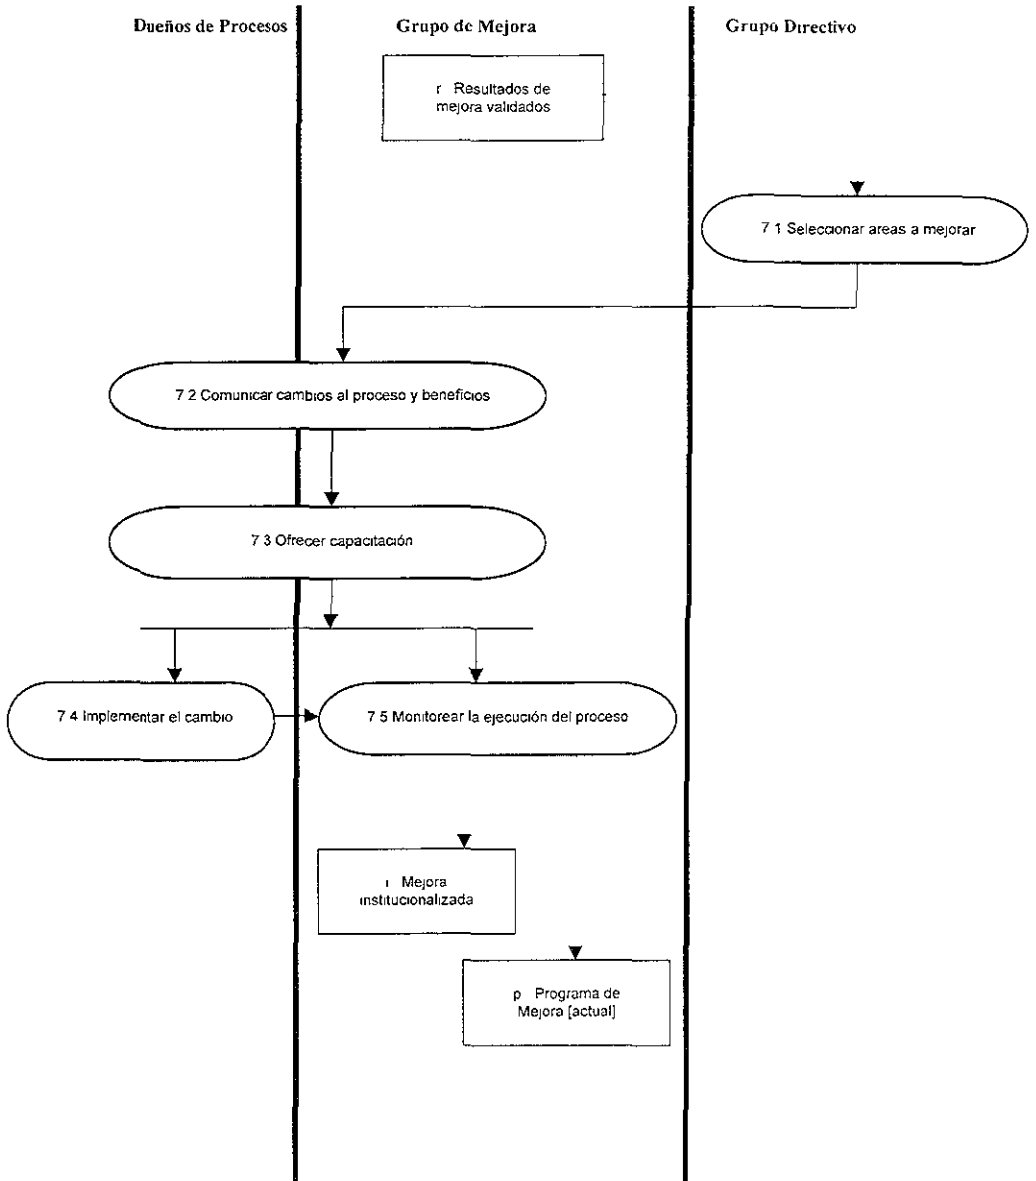 Dueños de Procesos
Grupo de Mejora
Grupo Directivo
r Resultados de
mejora validados
7 1 Seleccionar areas a mejorar
7 2 Comunicar cambios al proceso y beneficios
7 3 Ofrecer capacitación
7 4 Implementar el cambio
7 5 Monitorear la ejecución del proceso
ı Mejora
institucionalizada
p Programa de
Mejora [actual]